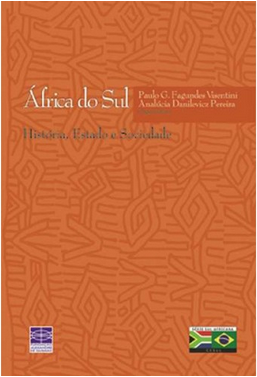 África do Sul
Paulo G. Fagundes Visentini
Analúcia Danilevicz Pereira
História, Estado e Sociedade